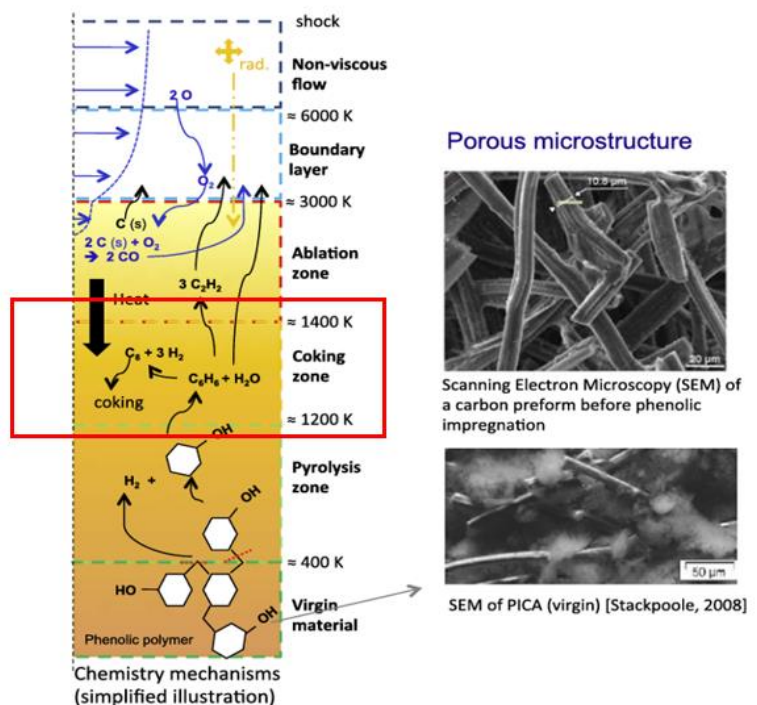 shock
rad.
Non-viscous
flow
2 O
≈ 6000 K
Boundary
layer
O₂
≈ 3000 K
C (s)
2 C (s) + O₂
➔ 2 CO
Ablation
zone
3 C₂H₂
Heat
≈ 1400 K
C₆ + 3 H₂
Coking
zone
C₆H₆ + H₂O
coking
≈ 1200 K
OH
Pyrolysis
zone
H₂ +
OH
≈ 400 K
HO
Virgin
material
OH
Phenolic polymer
Chemistry mechanisms
(simplified illustration)
Porous microstructure
10.8 µm
20 µm
Scanning Electron Microscopy (SEM) of
a carbon preform before phenolic
impregnation
50 µm
SEM of PICA (virgin) [Stackpoole, 2008]